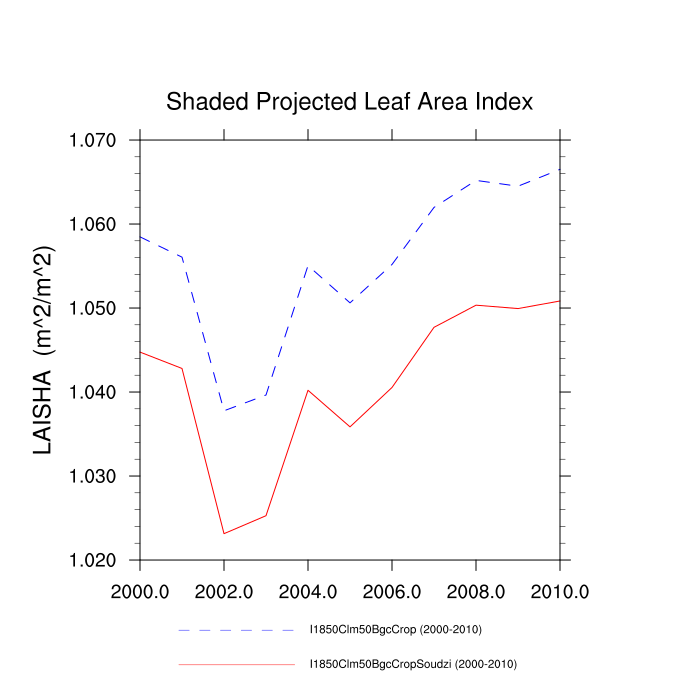 Shaded Projected Leaf Area Index
LAISHA  (m^2/m^2)
1.070
1.060
1.050
1.040
1.030
1.020
2000.0 2002.0 2004.0 2006.0 2008.0 2010.0
I1850Clm50BgcCrop (2000-2010)
I1850Clm50BgcCropSoudzi (2000-2010)